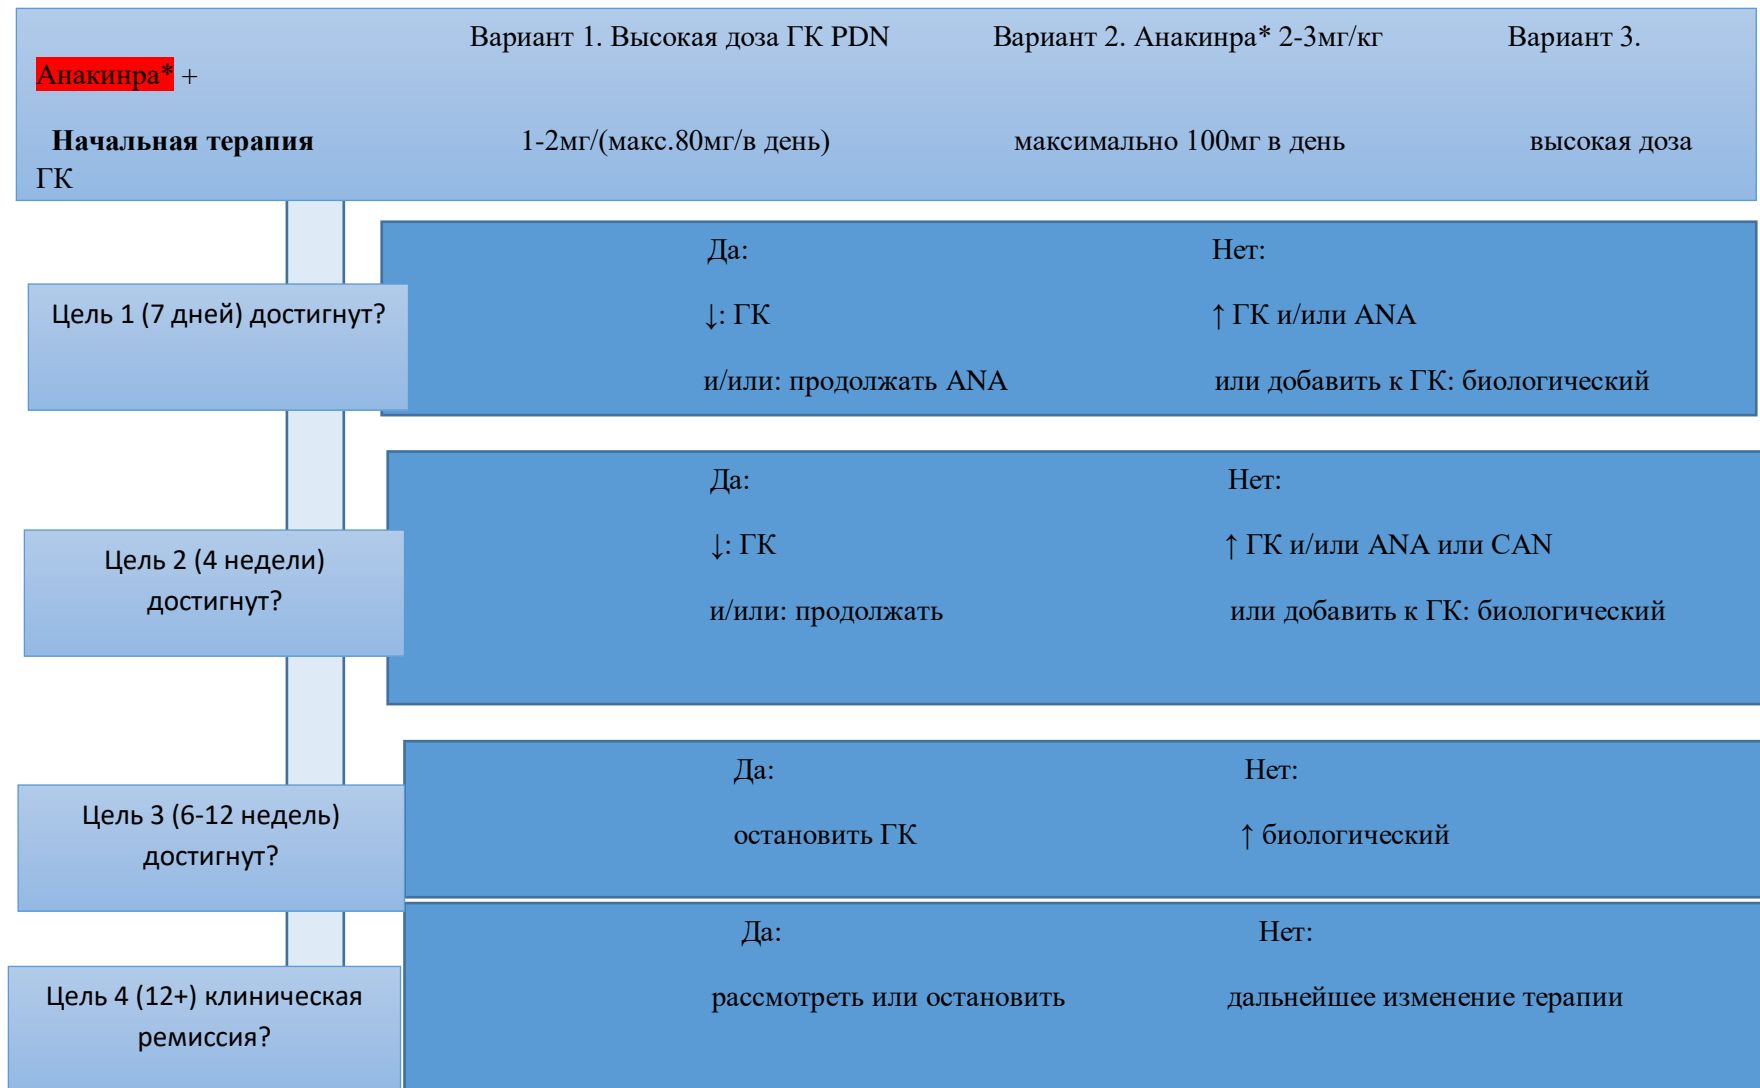 Вариант 1. Высокая доза ГК PDN Вариант 2. Анакинра* 2-3мг/кг Вариант 3.
Анакинра* +
Начальная терапия 1-2мг/(макс.80мг/в день) максимально 100мг в день высокая доза
ГК
Да: Нет:
Цель 1 (7 дней) достигнут? ↓: ГК ↑ ГК и/или ANA
и/или: продолжать ANA или добавить к ГК: биологический
Да: Нет:
↓: ГК ↑ ГК и/или ANA или CAN
Цель 2 (4 недели)
достигнут?
и/или: продолжать или добавить к ГК: биологический
Да: Нет:
Цель 3 (6-12 недель)
достигнут?
остановить ГК ↑ биологический
Да: Нет:
Цель 4 (12+) клиническая
ремиссия?
рассмотреть или остановить дальнейшее изменение терапии